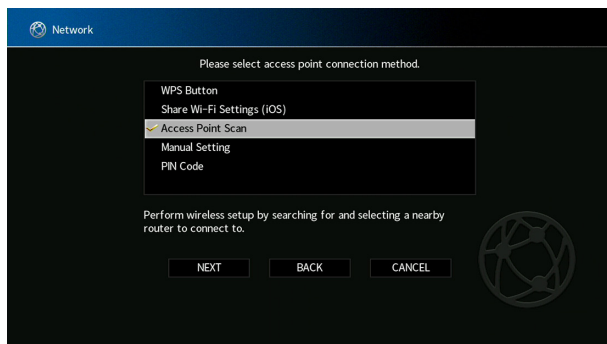 Network
Please select access point connection method.
WPS Button
Share Wi-Fi Settings (iOS)
Access Point Scan
Manual Setting
PIN Code
Perform wireless setup by searching for and selecting a nearby
router to connect to.
NEXT BACK CANCEL